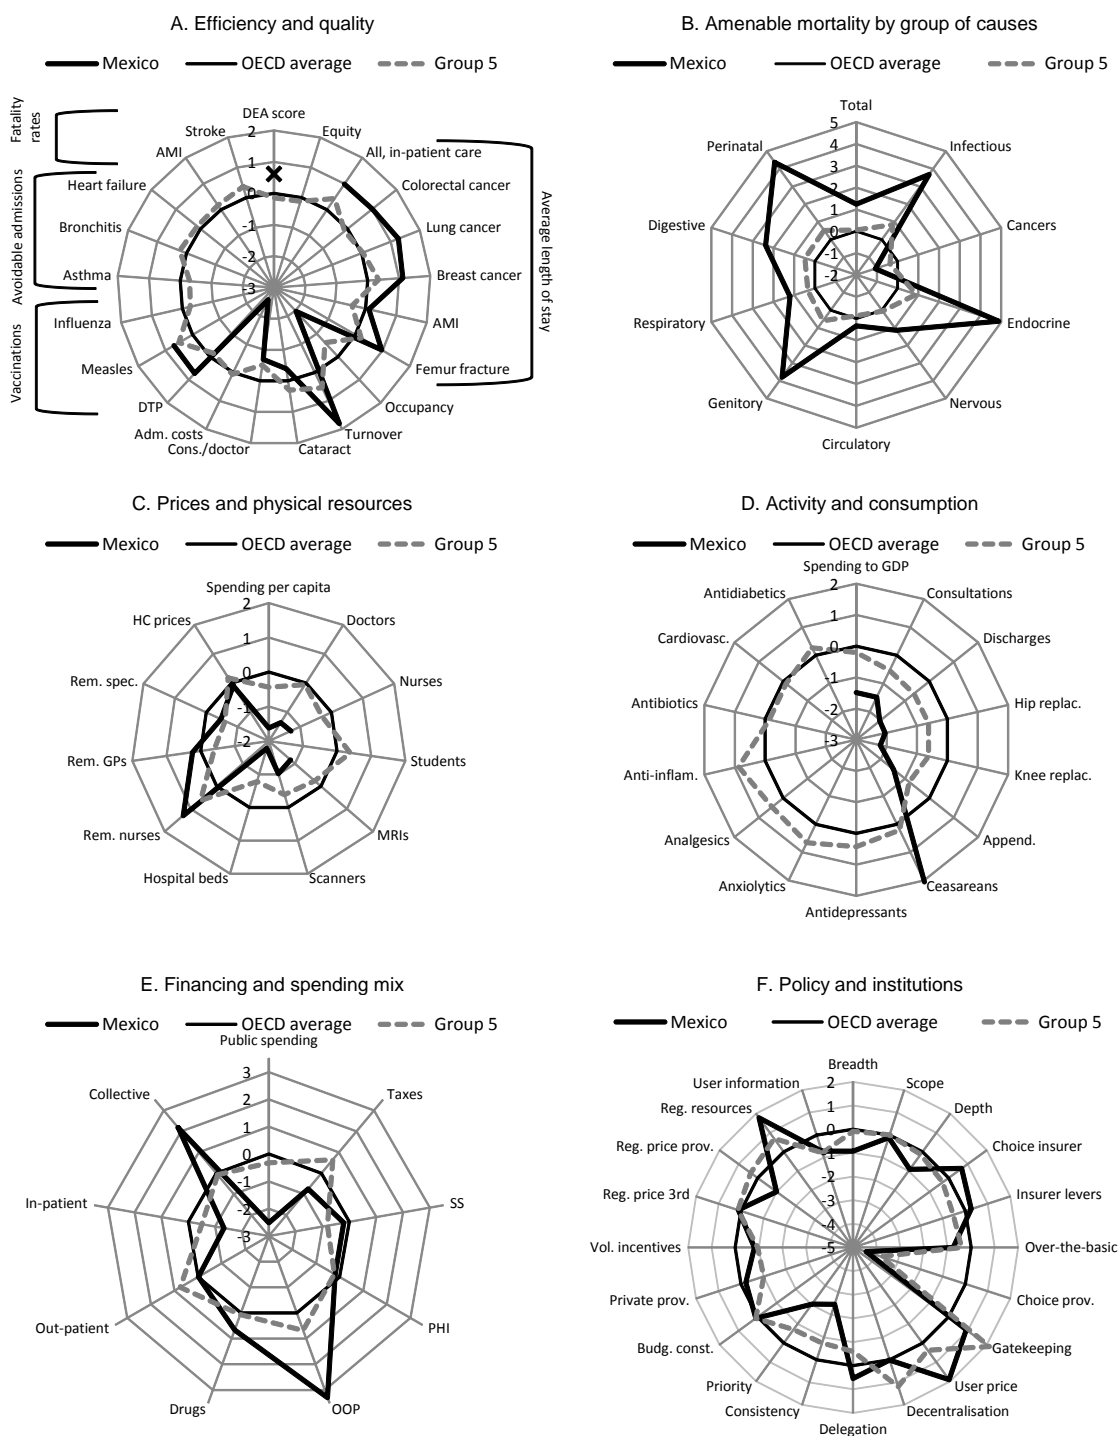 A. Efficiency and quality
Mexico OECD average Group 5
Fatality rates
Avoidable admissions
Vaccinations
Average length of stay
DEA score
Equity
All, in-patient care
Colorectal cancer
Lung cancer
Breast cancer
AMI
Femur fracture
Occupancy
Turnover
Cataract
Cons./doctor
Adm. costs
DTP
Measles
Influenza
Asthma
Bronchitis
Heart failure
AMI
Stroke
2
1
0
-1
-2
-3
B. Amenable mortality by group of causes
Mexico OECD average Group 5
Total
Infectious
Cancers
Endocrine
Nervous
Circulatory
Genitory
Respiratory
Digestive
Perinatal
5
4
3
2
1
0
-1
-2
C. Prices and physical resources
Mexico OECD average Group 5
Spending per capita
Doctors
Nurses
Students
MRIs
Scanners
Hospital beds
Rem. nurses
Rem. GPs
Rem. spec.
HC prices
2
1
0
-1
-2
D. Activity and consumption
Mexico OECD average Group 5
Spending to GDP
Consultations
Discharges
Hip replac.
Knee replac.
Append.
Ceasareans
Antidepressants
Anxiolytics
Analgesics
Anti-inflam.
Antibiotics
Cardiovasc.
Antidiabetics
2
1
0
-1
-2
-3
E. Financing and spending mix
Mexico OECD average Group 5
Public spending
Taxes
SS
PHI
OOP
Drugs
Out-patient
In-patient
Collective
3
2
1
0
-1
-2
-3
F. Policy and institutions
Mexico OECD average Group 5
Breadth
Scope
Depth
Choice insurer
Insurer levers
Over-the-basic
Choice prov.
Gatekeeping
User price
Decentralisation
Delegation
Consistency
Priority
Budg. const.
Private prov.
Vol. incentives
Reg. price 3rd
Reg. price prov.
Reg. resources
User information
2
1
0
-1
-2
-3
-4
-5